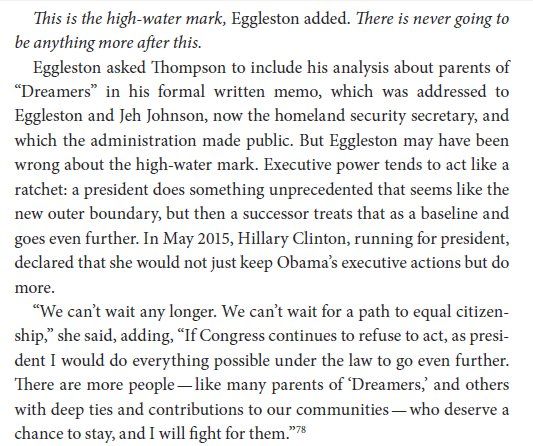 This is the high-water mark, Eggleston added. There is never going to
be anything more after this.
Eggleston asked Thompson to include his analysis about parents of
“Dreamers” in his formal written memo, which was addressed to
Eggleston and Jeh Johnson, now the homeland security secretary, and
which the administration made public. But Eggleston may have been
wrong about the high-water mark. Executive power tends to act like a
ratchet: a president does something unprecedented that seems like the
new outer boundary, but then a successor treats that as a baseline and
goes even further. In May 2015, Hillary Clinton, running for president,
declared that she would not just keep Obama’s executive actions but do
more.
“We can’t wait any longer. We can’t wait for a path to equal citizen-
ship,” she said, adding, “If Congress continues to refuse to act, as presi-
dent I would do everything possible under the law to go even further.
There are more people — like many parents of ‘Dreamers,’ and others
with deep ties and contributions to our communities — who deserve a
chance to stay, and I will fight for them.”78